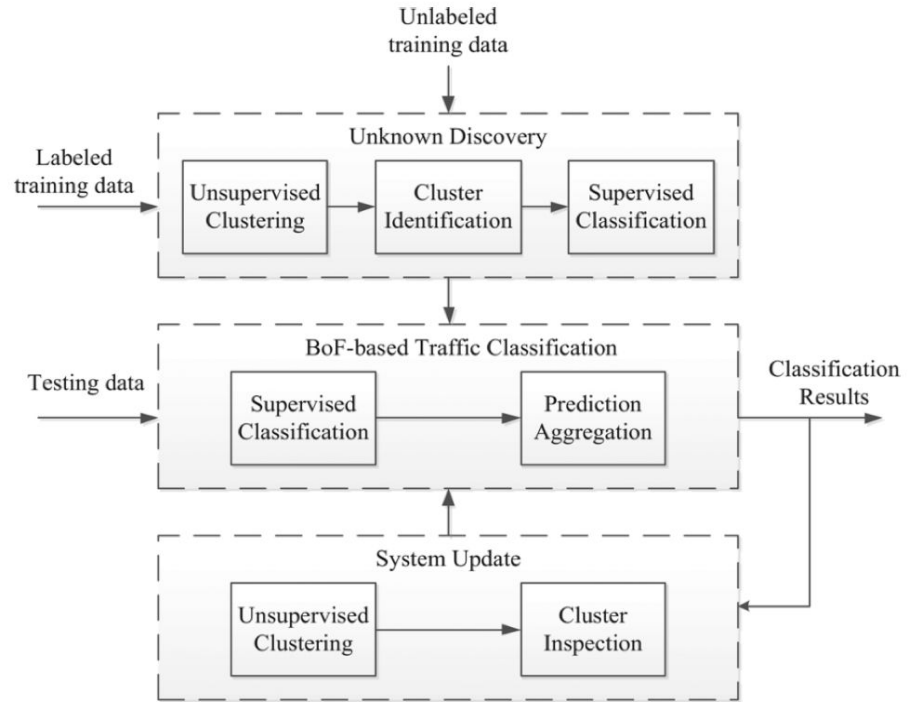 Unlabeled
training data
Unknown Discovery
Labeled
training data
Unsupervised
Clustering
Cluster
Identification
Supervised
Classification
BoF-based Traffic Classification
Testing data
Supervised
Classification
Prediction
Aggregation
Classification
Results
System Update
Unsupervised
Clustering
Cluster
Inspection